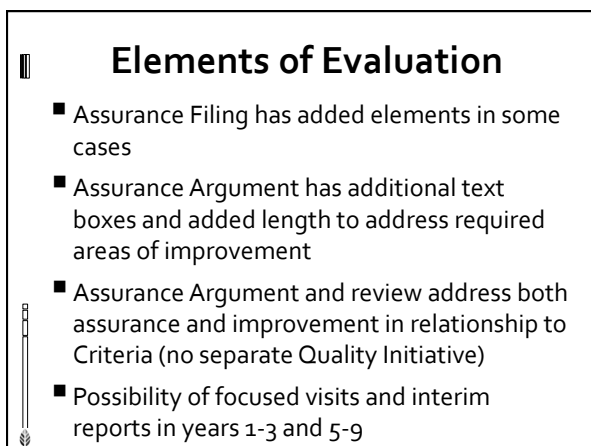 Elements of Evaluation
▪ Assurance Filing has added elements in some
cases
▪ Assurance Argument has additional text
boxes and added length to address required
areas of improvement
▪ Assurance Argument and review address both
assurance and improvement in relationship to
Criteria (no separate Quality Initiative)
▪ Possibility of focused visits and interim
reports in years 1-3 and 5-9